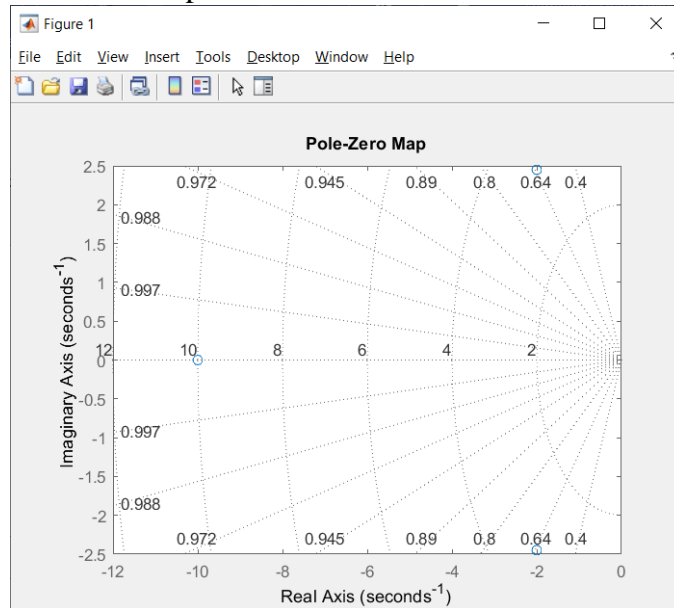 Figure 1
File Edit View Insert Tools Desktop Window Help
Pole-Zero Map
2.5
0.972 0.945 0.89 0.8 0.64 0.4
2
0.988
1.5
1
0.997
0.5
12 10 8 6 4 2
0
-0.5
0.997
-1
-1.5
0.988
-2
0.972 0.945 0.89 0.8 0.64 0.4
-2.5
-12 -10 -8 -6 -4 -2 0
Imaginary Axis (seconds⁻¹)
Real Axis (seconds⁻¹)